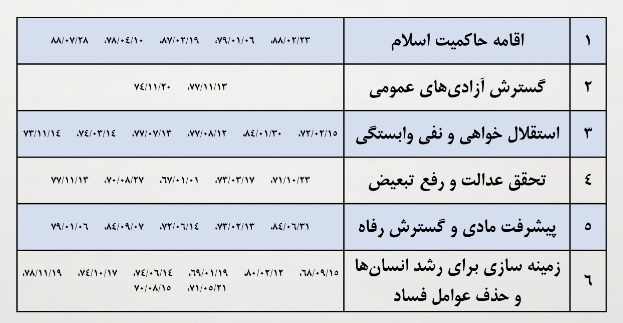 ۱ اقامه حاکمیت اسلام ۸۸/۰۲/۲۳، ۷۹/۰۱/۰۶، ۸۷/۰۲/۱۹، ۷۸/۰۴/۱۰، ۸۸/۰۷/۲۸
۲ گسترش آزادی‌های عمومی ۷۷/۱۱/۱۳، ۷۴/۱۱/۲۰
۳ استقلال خواهی و نفی وابستگی ۷۲/۰۲/۱۵، ۸۴/۰۱/۳۰، ۷۷/۰۸/۱۲، ۷۷/۰۷/۱۳، ۷۴/۰۳/۱۴، ۷۳/۱۱/۱۴
۴ تحقق عدالت و رفع تبعیض ۷۱/۱۰/۲۳، ۷۳/۰۳/۱۷، ۶۷/۰۱/۰۱، ۷۰/۰۸/۲۷، ۷۷/۱۱/۱۳
۵ پیشرفت مادی و گسترش رفاه ۸۴/۰۶/۳۱، ۷۳/۰۲/۱۳، ۷۲/۰۶/۱۴، ۸۴/۰۹/۰۷، ۷۹/۰۱/۰۶
۶ زمینه سازی برای رشد انسان‌ها ۶۸/۰۹/۱۵، ۸۰/۰۲/۱۲، ۶۹/۰۱/۱۹، ۷۴/۰۶/۱۴، ۷۴/۱۰/۱۷، ۷۸/۱۱/۱۹،
و حذف عوامل فساد ۷۱/۰۵/۲۱، ۷۰/۰۸/۱۵